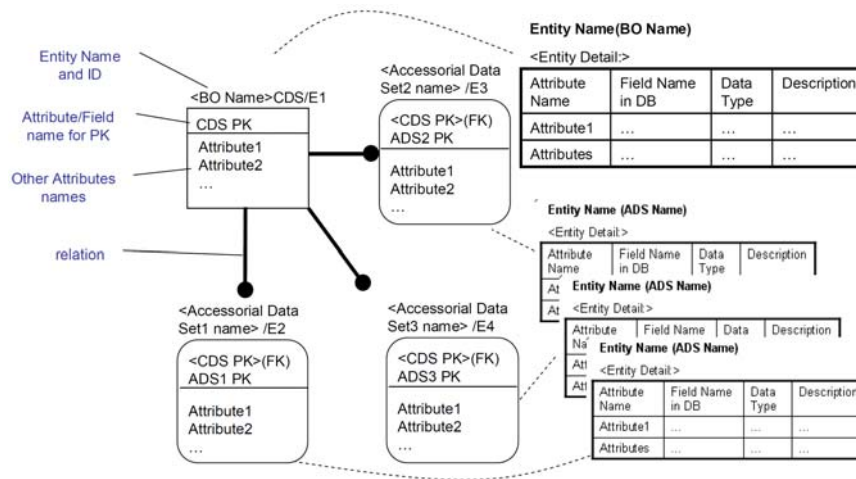 Entity Name
and ID
Attribute/Field
name for PK
Other Attributes
names
relation
<BO Name>CDS/E1
CDS PK
Attribute1
Attribute2
...
<Accessorial Data
Set2 name> /E3
<CDS PK>(FK)
ADS2 PK
Attribute1
Attribute2
...
<Accessorial Data
Set1 name> /E2
<CDS PK>(FK)
ADS1 PK
Attribute1
Attribute2
...
<Accessorial Data
Set3 name> /E4
<CDS PK>(FK)
ADS3 PK
Attribute1
Attribute2
...
Entity Name(BO Name)
<Entity Detail:>
Attribute Name Field Name in DB Data Type Description
Attribute1 ... ... ...
Attributes ... ... ...
Entity Name (ADS Name)
<Entity Detail:>
Attribute Name Field Name in DB Data Type Description
Entity Name (ADS Name)
<Entity Detail:>
Attribute Field Name Data Description
Entity Name (ADS Name)
<Entity Detail:>
Attribute Name Field Name in DB Data Type Description
Attribute1 ... ... ...
Attributes ... ... ...